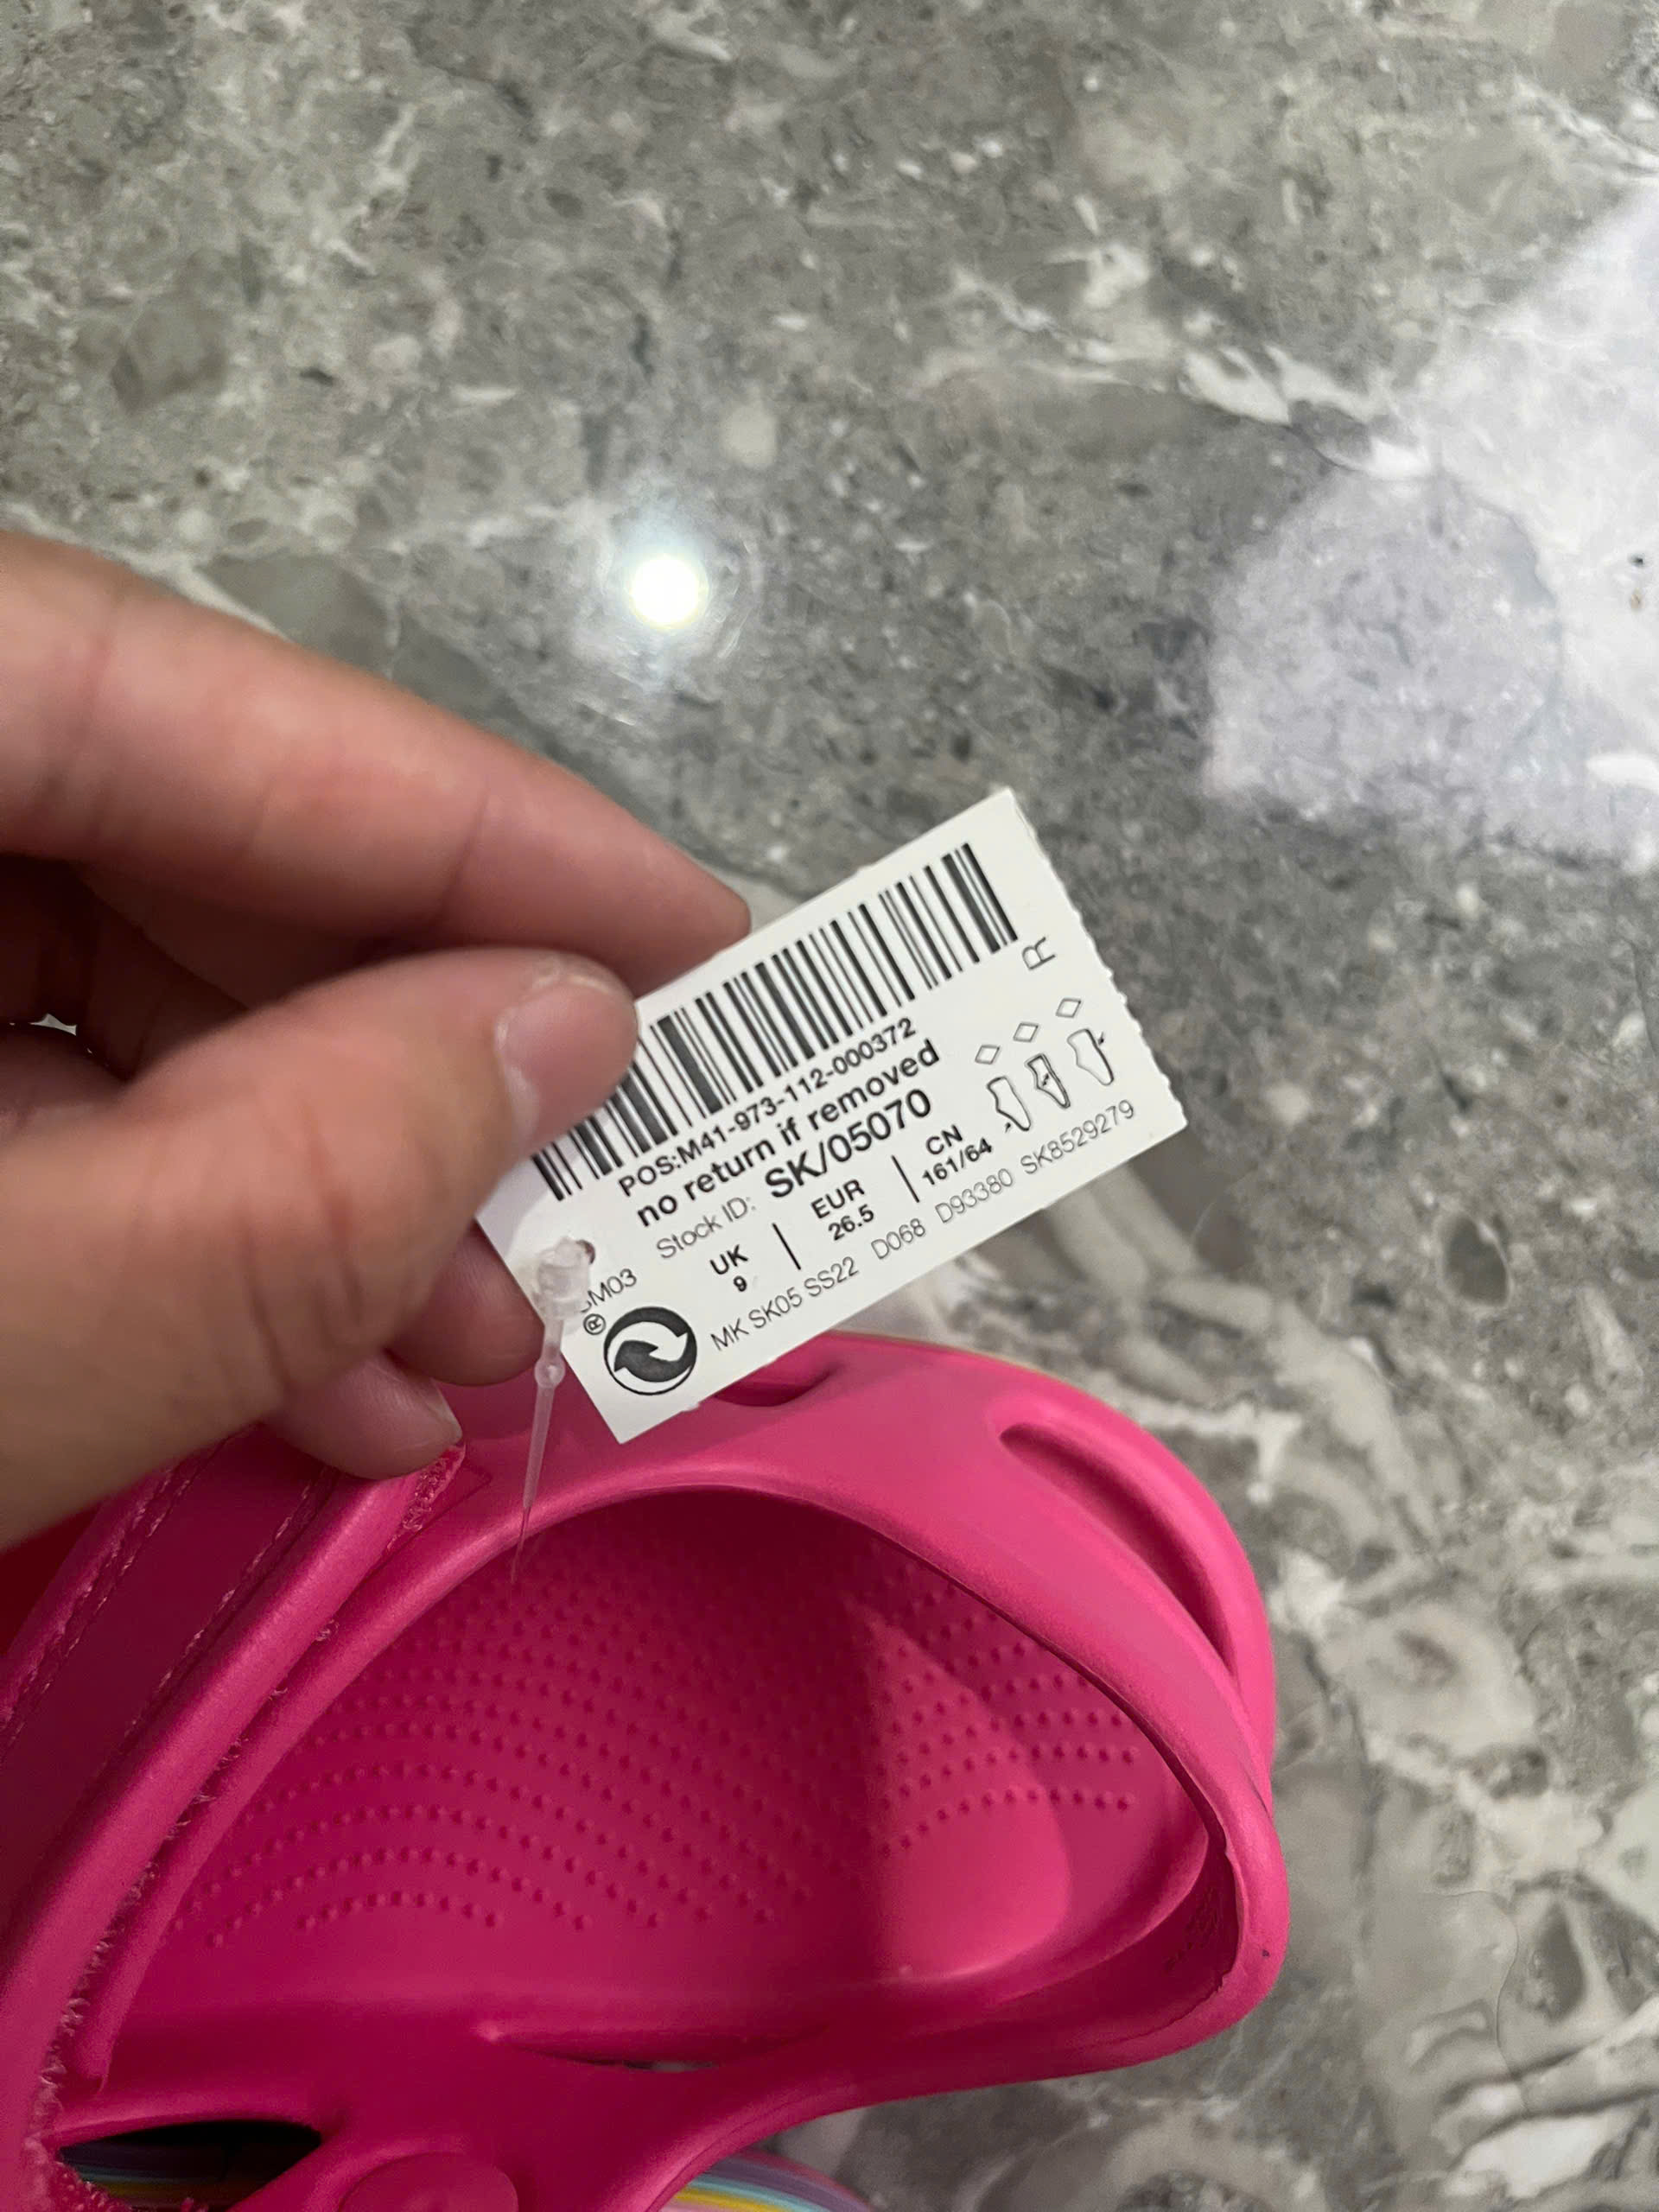 R
POS:M41-973-112-000372
no return if removed
Stock ID: SK/05070
UK | EUR | CN
9 | 26.5 | 161/64
MK SK05 SS22 D068 D93380 SK8529279
®